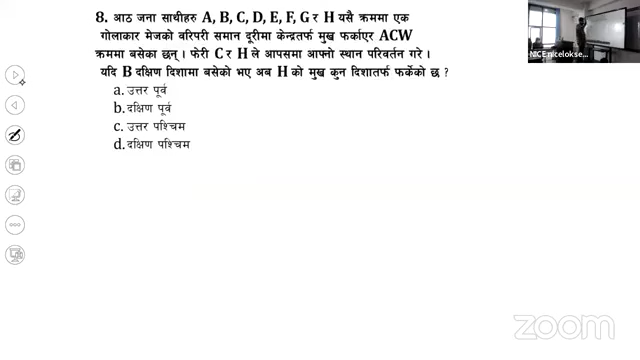 8. आठ जना साथीहरु A, B, C, D, E, F, G र H यसै क्रममा एक
गोलाकार मेजको वरिपरी समान दूरीमा केन्द्रतर्फ मुख फर्काएर ACW
क्रममा बसेका छन् । फेरी C र H ले आपसमा आफ्नो स्थान परिवर्तन गरे ।
यदि B दक्षिण दिशामा बसेको भए अब H को मुख कुन दिशातर्फ फर्केको छ ?
a. उत्तर पूर्व
b. दक्षिण पूर्व
c. उत्तर पश्चिम
d. दक्षिण पश्चिम
NICE nicelokse...
zoom